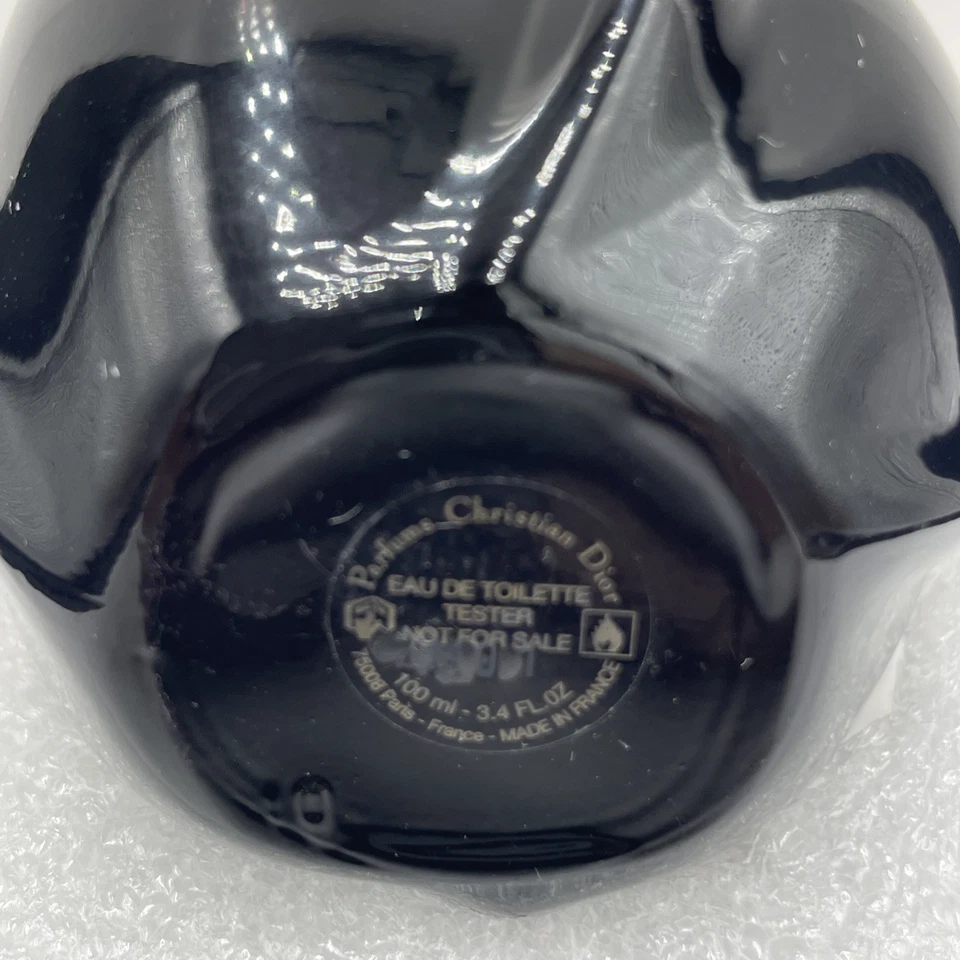 Parfums Christian Dior
EAU DE TOILETTE
TESTER
NOT FOR SALE
100 ml - 3.4 FL.OZ
75008 Paris - France - MADE IN FRANCE